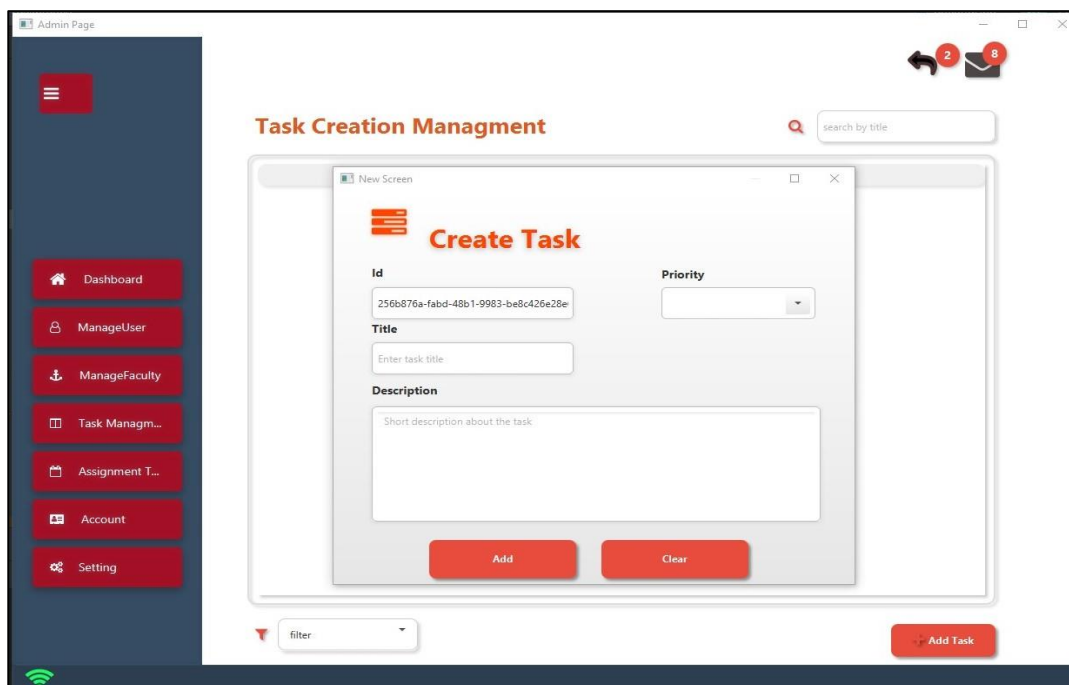 Admin Page
2
8
Task Creation Managment
search by title
New Screen
Create Task
Id
Priority
256b876a-fabd-48b1-9983-be8c426e28e
Title
Enter task title
Description
Short description about the task
Add
Clear
Dashboard
ManageUser
ManageFaculty
Task Managm...
Assignment T...
Account
Setting
filter
Add Task